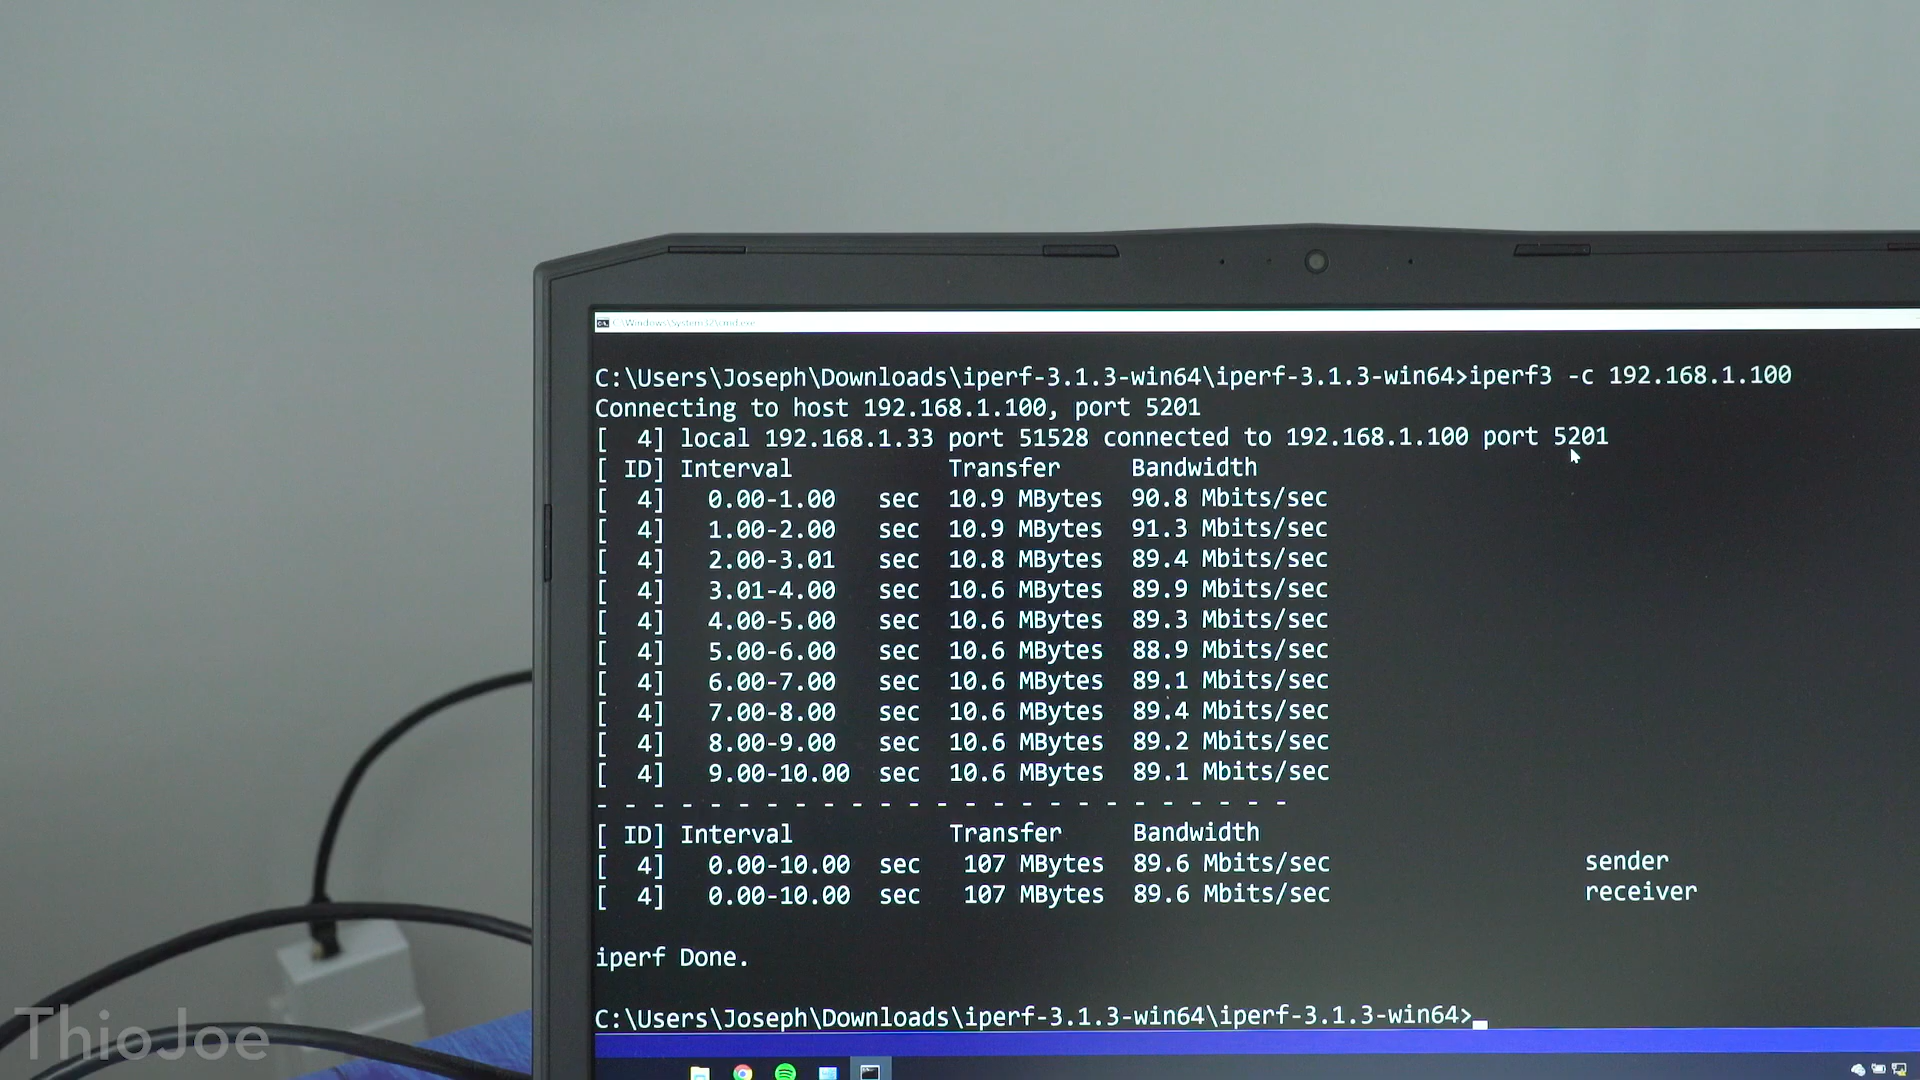 C:\Windows\System32\cmd.exe
C:\Users\Joseph\Downloads\iperf-3.1.3-win64\iperf-3.1.3-win64>iperf3 -c 192.168.1.100
Connecting to host 192.168.1.100, port 5201
[  4] local 192.168.1.33 port 51528 connected to 192.168.1.100 port 5201
[ ID] Interval           Transfer     Bandwidth
[  4]   0.00-1.00   sec  10.9 MBytes  90.8 Mbits/sec
[  4]   1.00-2.00   sec  10.9 MBytes  91.3 Mbits/sec
[  4]   2.00-3.01   sec  10.8 MBytes  89.4 Mbits/sec
[  4]   3.01-4.00   sec  10.6 MBytes  89.9 Mbits/sec
[  4]   4.00-5.00   sec  10.6 MBytes  89.3 Mbits/sec
[  4]   5.00-6.00   sec  10.6 MBytes  88.9 Mbits/sec
[  4]   6.00-7.00   sec  10.6 MBytes  89.1 Mbits/sec
[  4]   7.00-8.00   sec  10.6 MBytes  89.4 Mbits/sec
[  4]   8.00-9.00   sec  10.6 MBytes  89.2 Mbits/sec
[  4]   9.00-10.00  sec  10.6 MBytes  89.1 Mbits/sec
- - - - - - - - - - - - - - - - - - - - - - - - -
[ ID] Interval           Transfer     Bandwidth
[  4]   0.00-10.00  sec   107 MBytes  89.6 Mbits/sec                  sender
[  4]   0.00-10.00  sec   107 MBytes  89.6 Mbits/sec                  receiver
iperf Done.
C:\Users\Joseph\Downloads\iperf-3.1.3-win64\iperf-3.1.3-win64>
ThioJoe